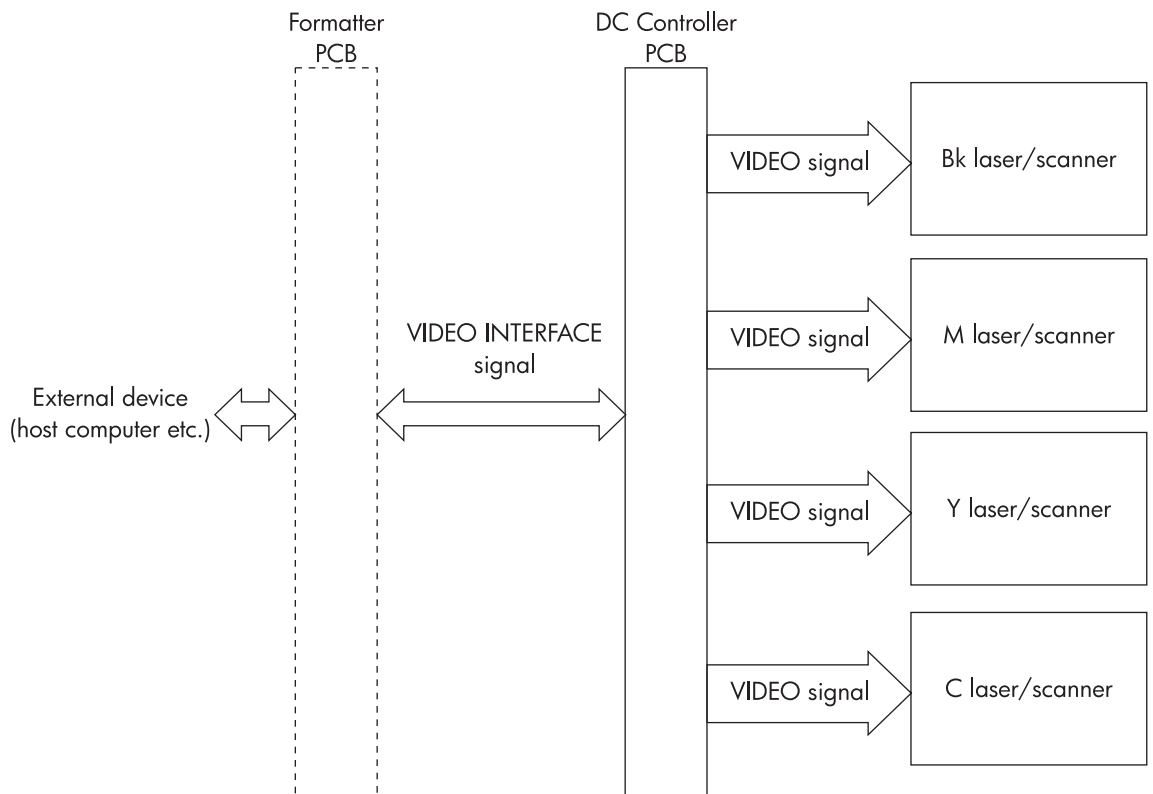 Formatter
PCB
DC Controller
PCB
VIDEO signal
Bk laser/scanner
VIDEO signal
M laser/scanner
VIDEO INTERFACE
signal
External device
(host computer etc.)
VIDEO signal
Y laser/scanner
VIDEO signal
C laser/scanner